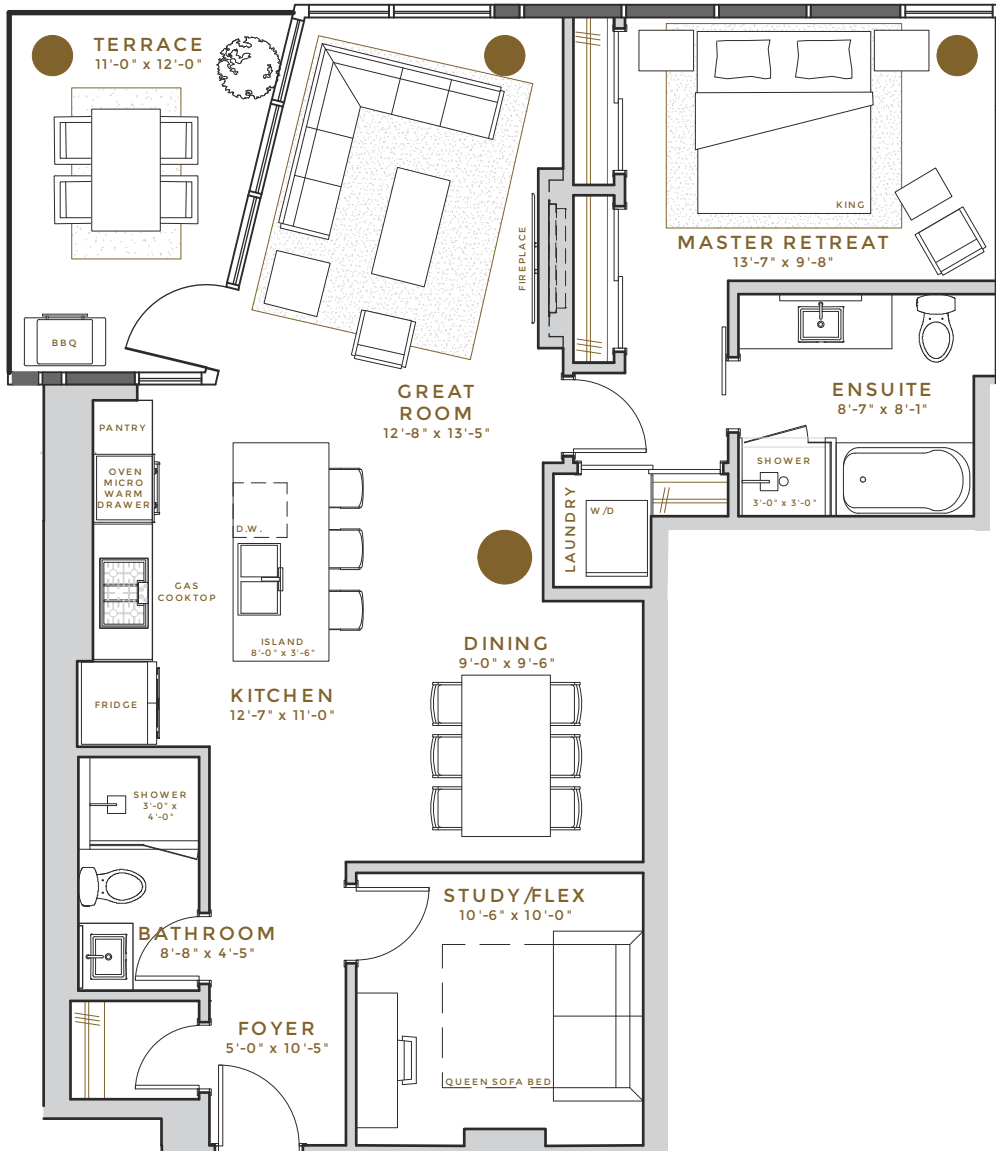 TERRACE
11'-0" x 12'-0"
KING
MASTER RETREAT
13'-7" x 9'-8"
FIREPLACE
BBQ
GREAT
ROOM
12'-8" x 13'-5"
ENSUITE
8'-7" x 8'-1"
PANTRY
OVEN
MICRO
WARM
DRAWER
SHOWER
3'-0" x 3'-0"
LAUNDRY
W/D
D.W.
GAS
COOKTOP
ISLAND
8'-0" x 3'-6"
DINING
9'-0" x 9'-6"
KITCHEN
12'-7" x 11'-0"
FRIDGE
SHOWER
3'-0" x
4'-0"
STUDY/FLEX
10'-6" x 10'-0"
BATHROOM
8'-8" x 4'-5"
FOYER
5'-0" x 10'-5"
QUEEN SOFA BED